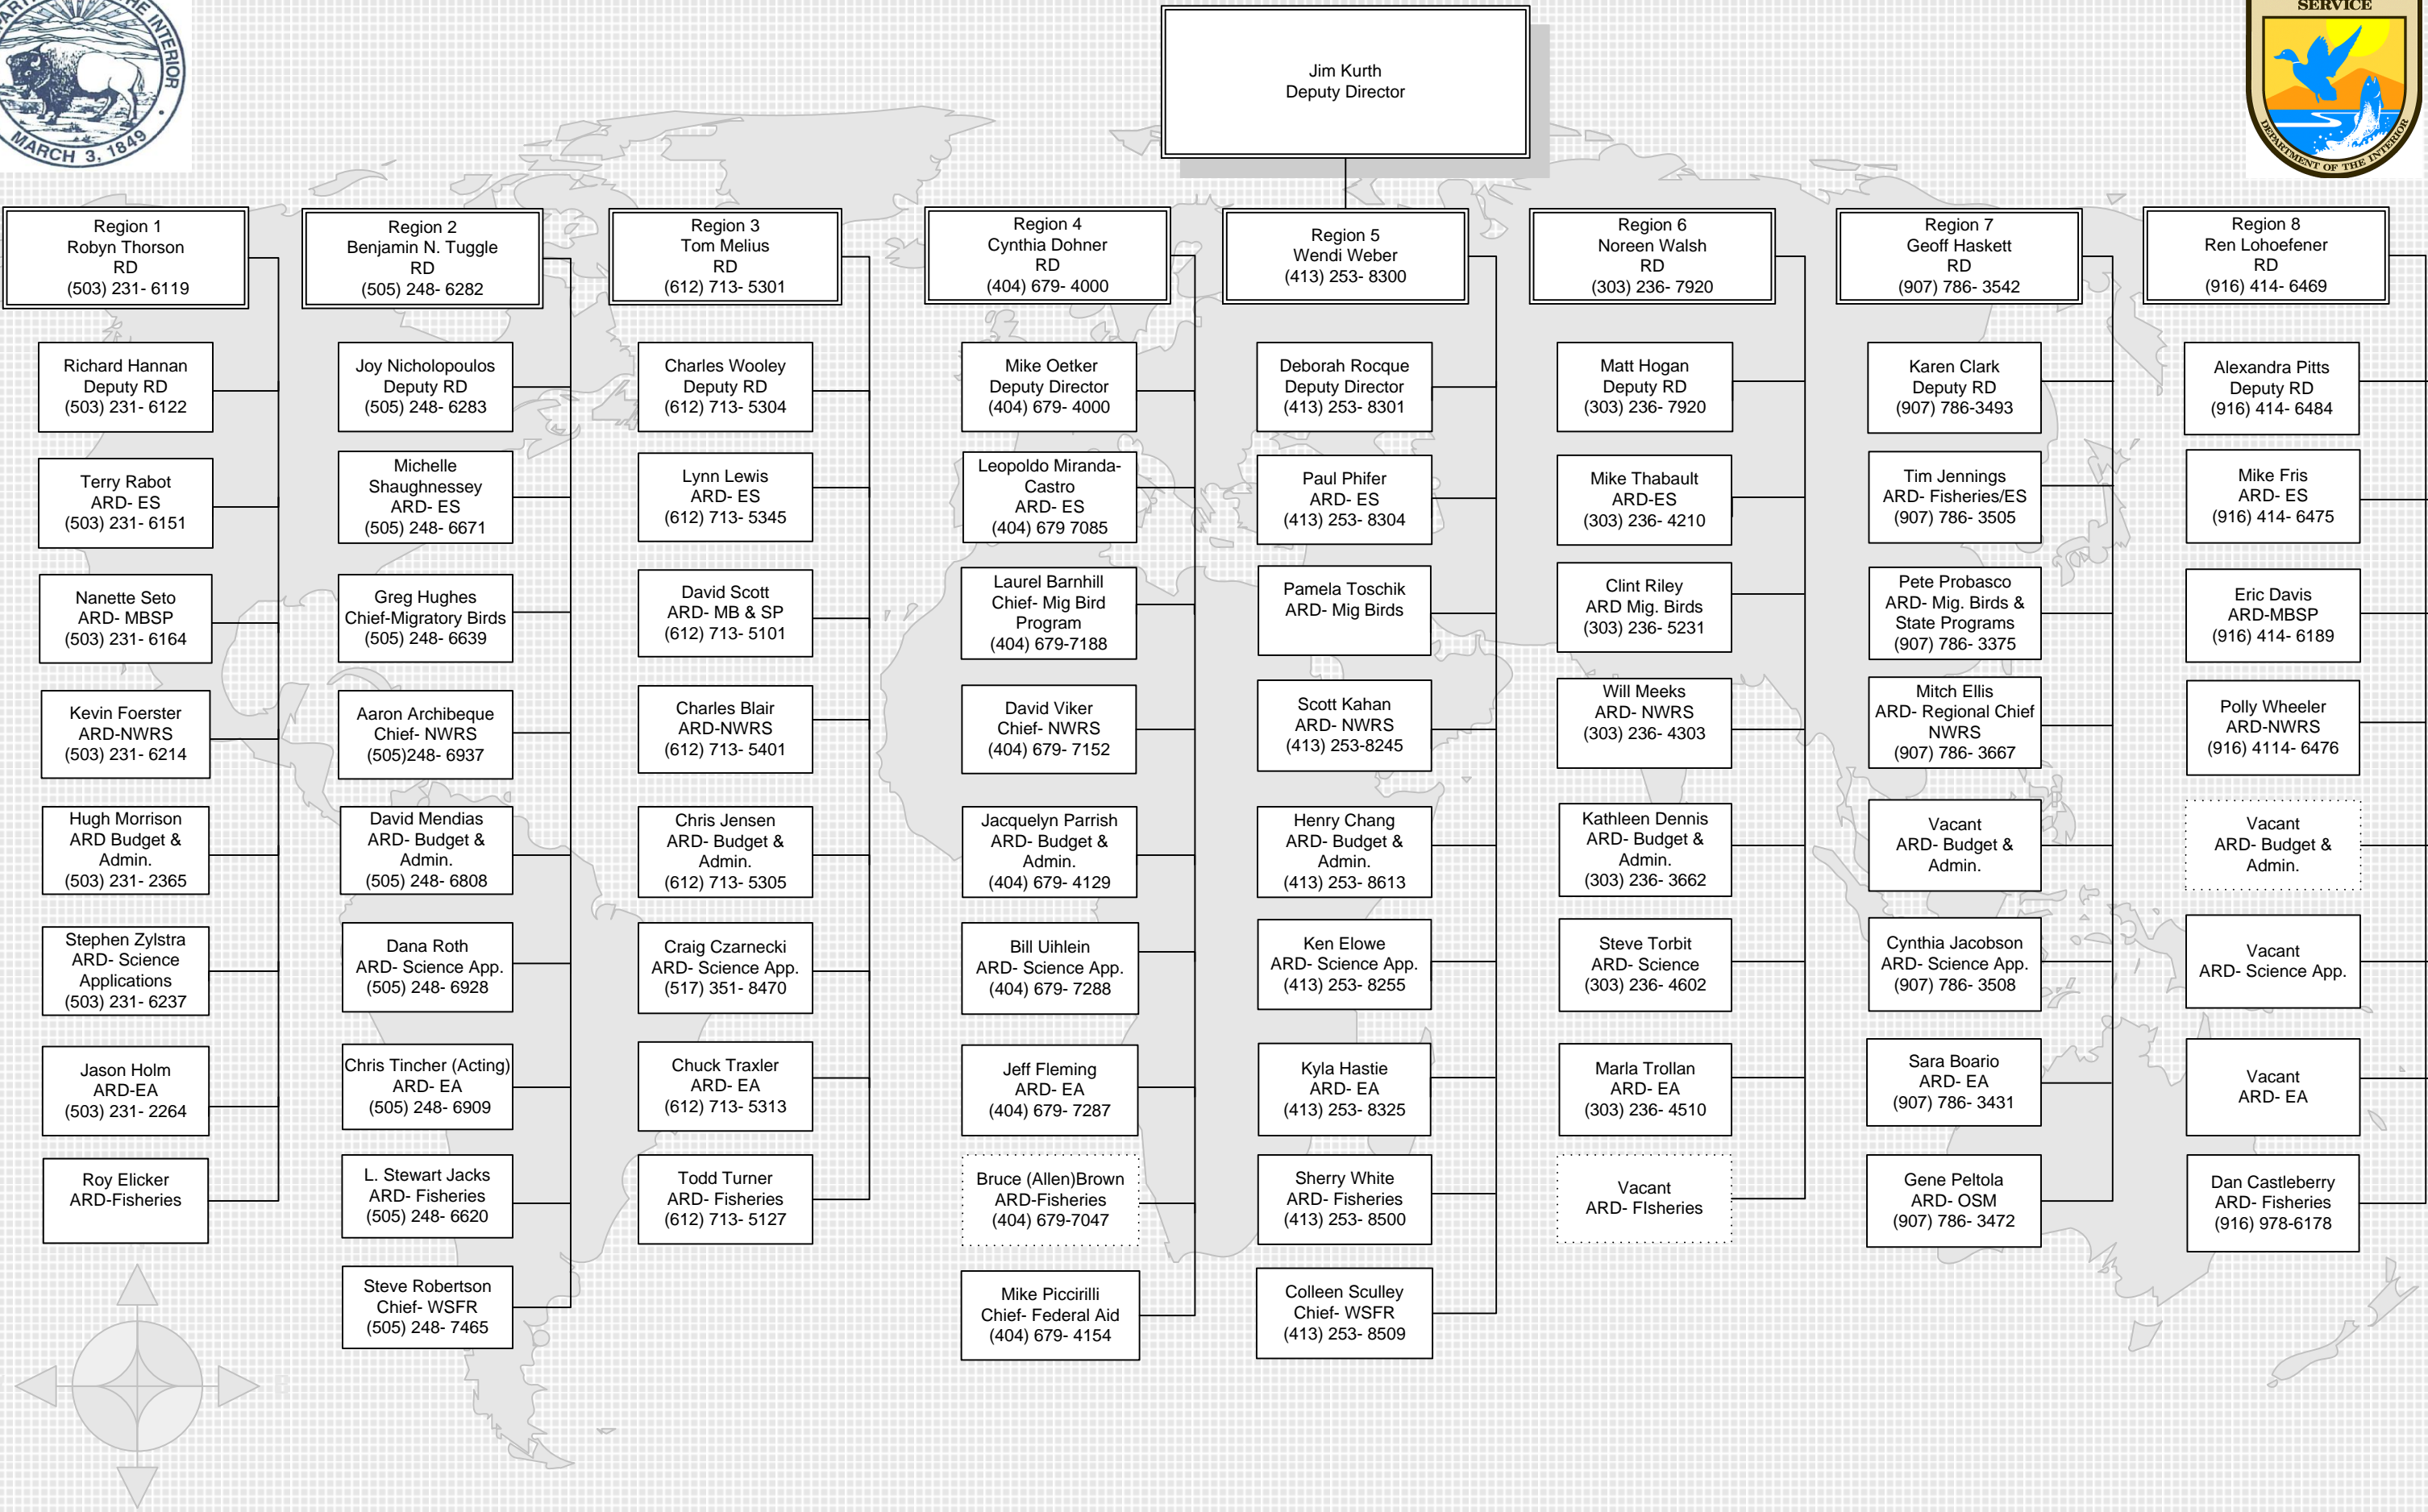 THE INTERIOR
MARCH 3, 1849
SERVICE
DEPARTMENT OF THE INTERIOR
Jim Kurth
Deputy Director
Region 1
Robyn Thorson
RD
(503) 231- 6119
Richard Hannan
Deputy RD
(503) 231- 6122
Terry Rabot
ARD- ES
(503) 231- 6151
Nanette Seto
ARD- MBSP
(503) 231- 6164
Kevin Foerster
ARD-NWRS
(503) 231- 6214
Hugh Morrison
ARD Budget &
Admin.
(503) 231- 2365
Stephen Zylstra
ARD- Science
Applications
(503) 231- 6237
Jason Holm
ARD-EA
(503) 231- 2264
Roy Elicker
ARD-Fisheries
Region 2
Benjamin N. Tuggle
RD
(505) 248- 6282
Joy Nicholopoulos
Deputy RD
(505) 248- 6283
Michelle
Shaughnessey
ARD- ES
(505) 248- 6671
Greg Hughes
Chief-Migratory Birds
(505) 248- 6639
Aaron Archibeque
Chief- NWRS
(505)248- 6937
David Mendias
ARD- Budget &
Admin.
(505) 248- 6808
Dana Roth
ARD- Science App.
(505) 248- 6928
Chris Tincher (Acting)
ARD- EA
(505) 248- 6909
L. Stewart Jacks
ARD- Fisheries
(505) 248- 6620
Steve Robertson
Chief- WSFR
(505) 248- 7465
Region 3
Tom Melius
RD
(612) 713- 5301
Charles Wooley
Deputy RD
(612) 713- 5304
Lynn Lewis
ARD- ES
(612) 713- 5345
David Scott
ARD- MB & SP
(612) 713- 5101
Charles Blair
ARD-NWRS
(612) 713- 5401
Chris Jensen
ARD- Budget &
Admin.
(612) 713- 5305
Craig Czarnecki
ARD- Science App.
(517) 351- 8470
Chuck Traxler
ARD- EA
(612) 713- 5313
Todd Turner
ARD- Fisheries
(612) 713- 5127
Region 4
Cynthia Dohner
RD
(404) 679- 4000
Mike Oetker
Deputy Director
(404) 679- 4000
Leopoldo Miranda-
Castro
ARD- ES
(404) 679 7085
Laurel Barnhill
Chief- Mig Bird
Program
(404) 679-7188
David Viker
Chief- NWRS
(404) 679- 7152
Jacquelyn Parrish
ARD- Budget &
Admin.
(404) 679- 4129
Bill Uihlein
ARD- Science App.
(404) 679- 7288
Jeff Fleming
ARD- EA
(404) 679- 7287
Bruce (Allen)Brown
ARD-Fisheries
(404) 679-7047
Mike Piccirilli
Chief- Federal Aid
(404) 679- 4154
Region 5
Wendi Weber
(413) 253- 8300
Deborah Rocque
Deputy Director
(413) 253- 8301
Paul Phifer
ARD- ES
(413) 253- 8304
Pamela Toschik
ARD- Mig Birds
Scott Kahan
ARD- NWRS
(413) 253-8245
Henry Chang
ARD- Budget &
Admin.
(413) 253- 8613
Ken Elowe
ARD- Science App.
(413) 253- 8255
Kyla Hastie
ARD- EA
(413) 253- 8325
Sherry White
ARD- Fisheries
(413) 253- 8500
Colleen Sculley
Chief- WSFR
(413) 253- 8509
Region 6
Noreen Walsh
RD
(303) 236- 7920
Matt Hogan
Deputy RD
(303) 236- 7920
Mike Thabault
ARD-ES
(303) 236- 4210
Clint Riley
ARD Mig. Birds
(303) 236- 5231
Will Meeks
ARD- NWRS
(303) 236- 4303
Kathleen Dennis
ARD- Budget &
Admin.
(303) 236- 3662
Steve Torbit
ARD- Science
(303) 236- 4602
Marla Trollan
ARD- EA
(303) 236- 4510
Vacant
ARD- FIsheries
Region 7
Geoff Haskett
RD
(907) 786- 3542
Karen Clark
Deputy RD
(907) 786-3493
Tim Jennings
ARD- Fisheries/ES
(907) 786- 3505
Pete Probasco
ARD- Mig. Birds &
State Programs
(907) 786- 3375
Mitch Ellis
ARD- Regional Chief
NWRS
(907) 786- 3667
Vacant
ARD- Budget &
Admin.
Cynthia Jacobson
ARD- Science App.
(907) 786- 3508
Sara Boario
ARD- EA
(907) 786- 3431
Gene Peltola
ARD- OSM
(907) 786- 3472
Region 8
Ren Lohoefener
RD
(916) 414- 6469
Alexandra Pitts
Deputy RD
(916) 414- 6484
Mike Fris
ARD- ES
(916) 414- 6475
Eric Davis
ARD-MBSP
(916) 414- 6189
Polly Wheeler
ARD-NWRS
(916) 4114- 6476
Vacant
ARD- Budget &
Admin.
Vacant
ARD- Science App.
Vacant
ARD- EA
Dan Castleberry
ARD- Fisheries
(916) 978-6178